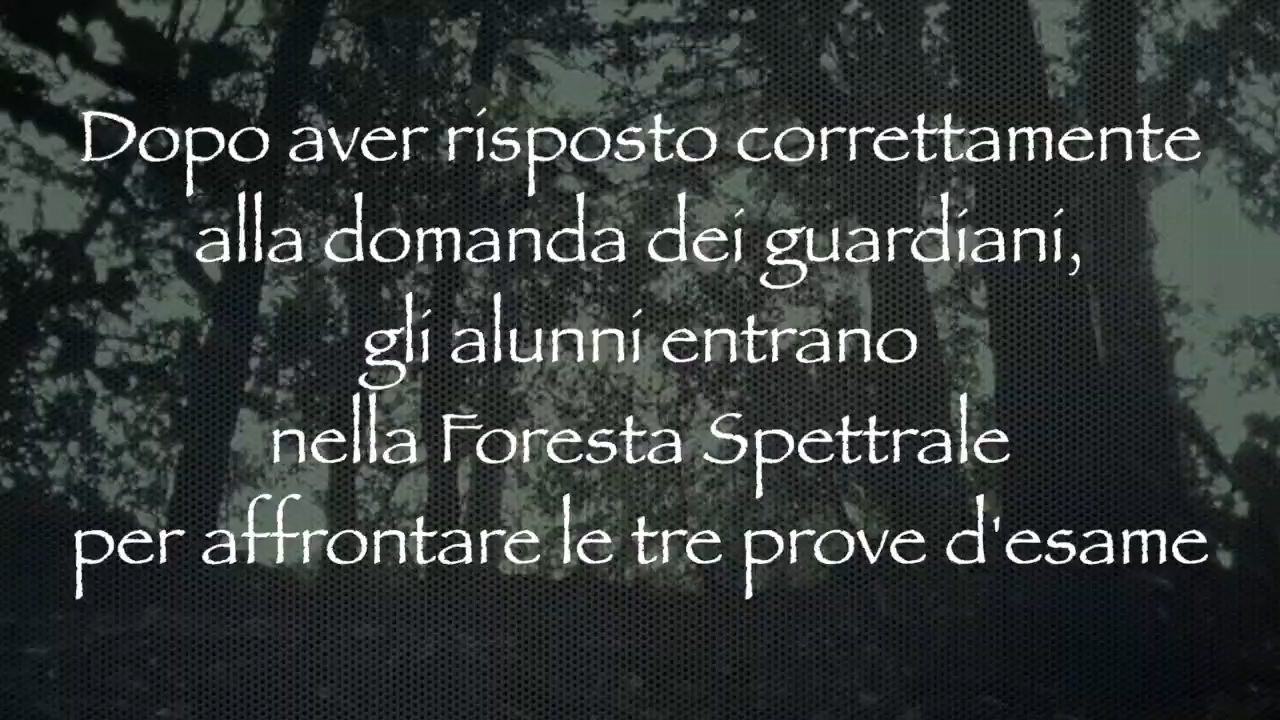 Dopo aver risposto correttamente
alla domanda dei guardiani,
gli alunni entrano
nella Foresta Spettrale
per affrontare le tre prove d'esame